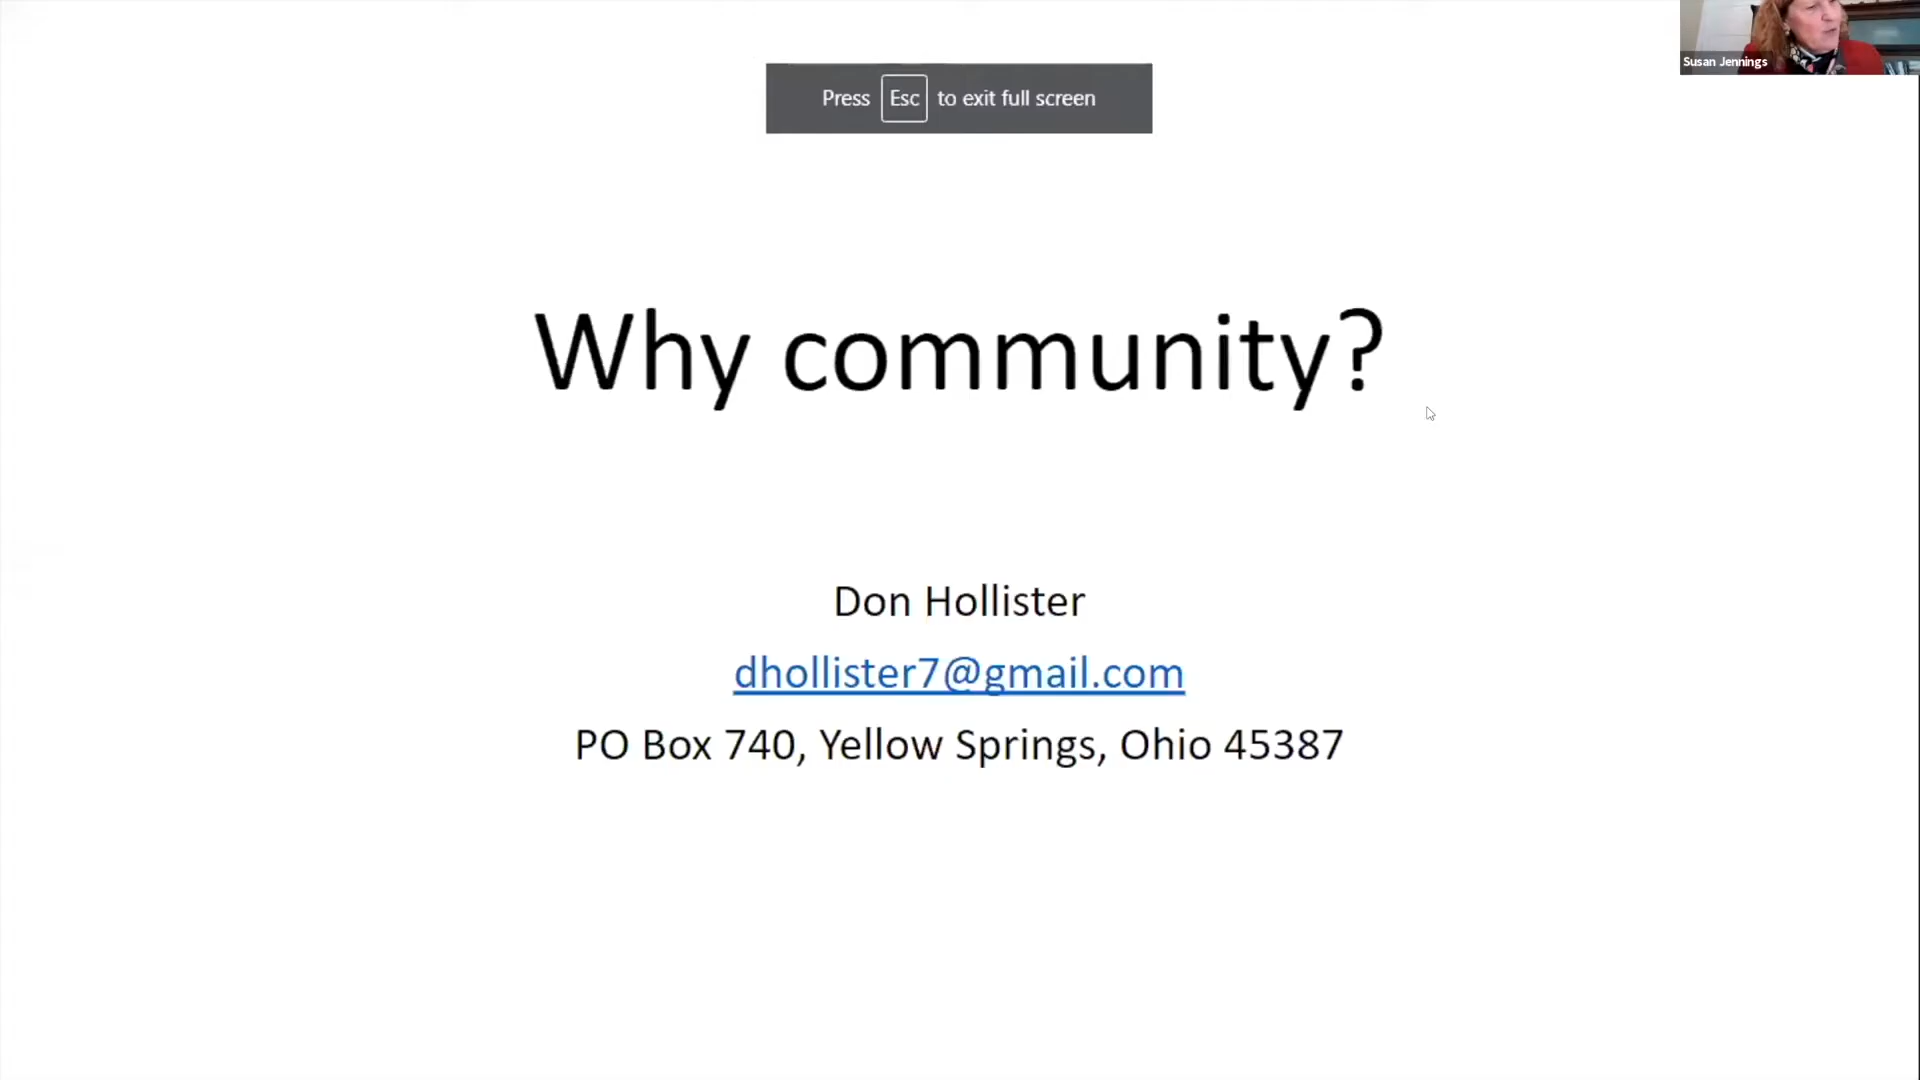 Susan Jennings
Press Esc to exit full screen
Why community?
Don Hollister
dhollister7@gmail.com
PO Box 740, Yellow Springs, Ohio 45387